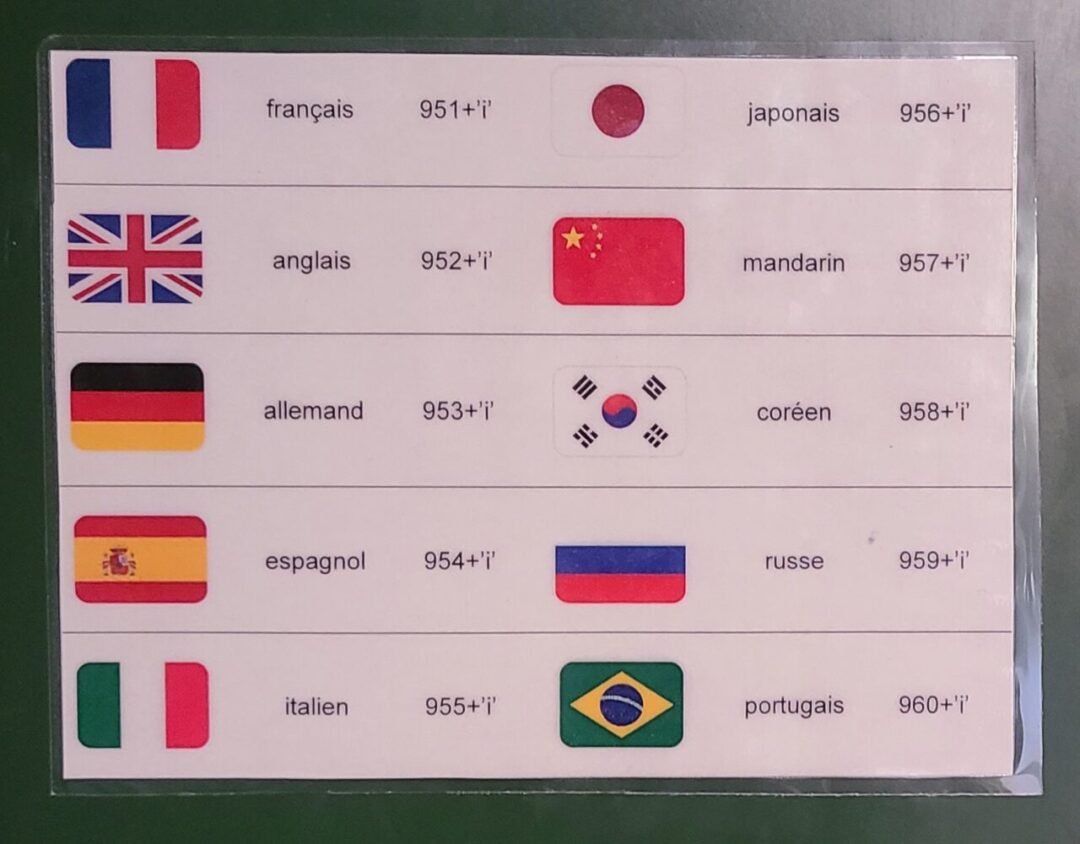 français 951+'i' japonais 956+'i'
anglais 952+'i' mandarin 957+'i'
allemand 953+'i' coréen 958+'i'
espagnol 954+'i' russe 959+'i'
italien 955+'i' portugais 960+'i'